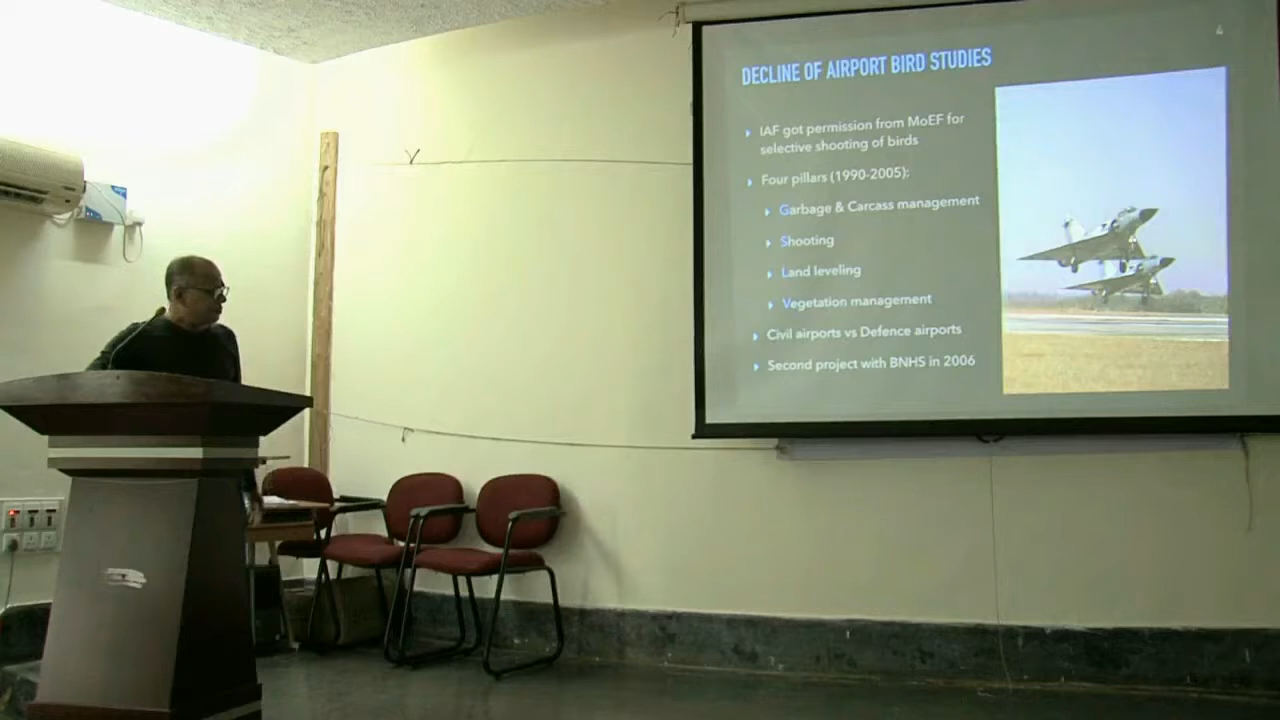 4
DECLINE OF AIRPORT BIRD STUDIES
IAF got permission from MoEF for
selective shooting of birds
Four pillars (1990-2005):
Garbage & Carcass management
Shooting
Land leveling
Vegetation management
Civil airports vs Defence airports
Second project with BNHS in 2006